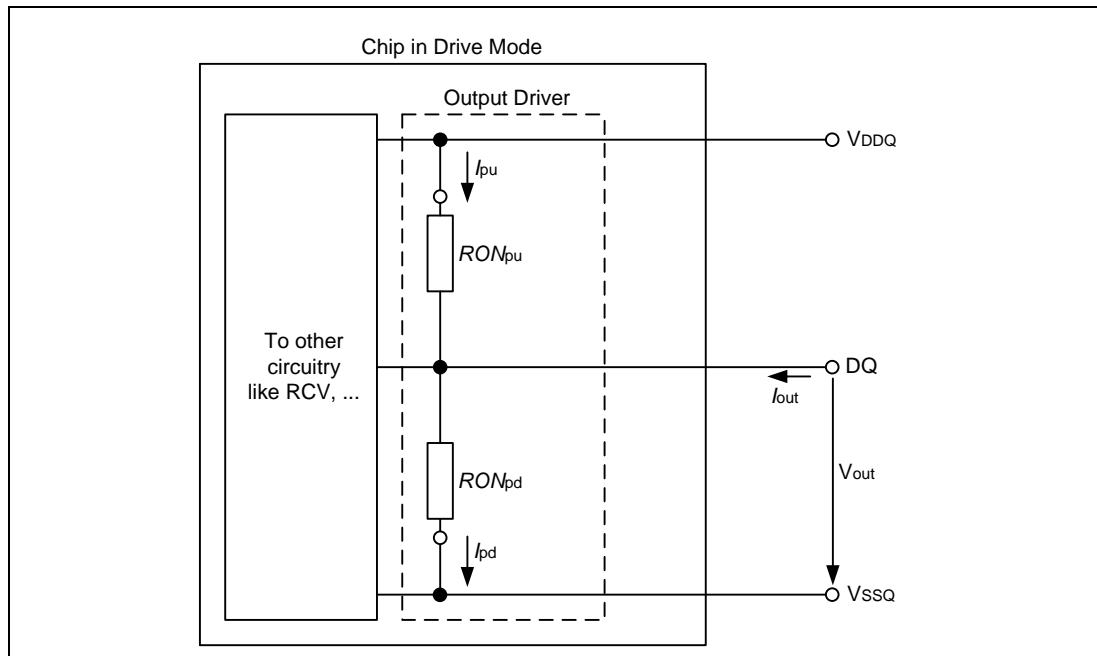 Chip in Drive Mode
Output Driver
VDDQ
Ipu
RONpu
To other
circuitry
like RCV, ...
DQ
Iout
RONpd
Vout
Ipd
VSSQ